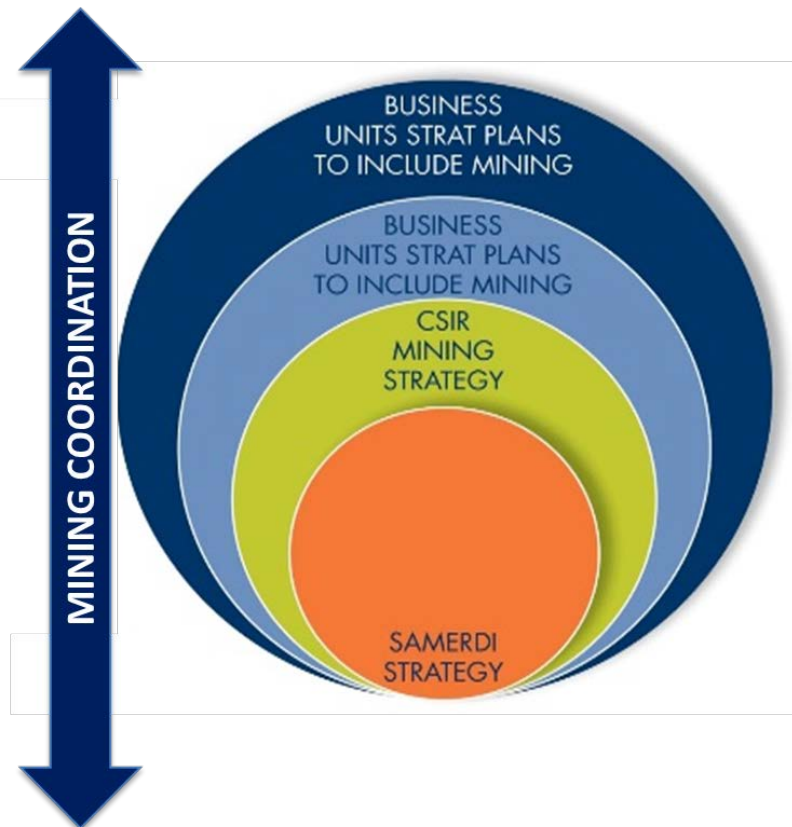 MINING COORDINATION
BUSINESS
UNITS STRAT PLANS
TO INCLUDE MINING
BUSINESS
UNITS STRAT PLANS
TO INCLUDE MINING
CSIR
MINING
STRATEGY
SAMERDI
STRATEGY